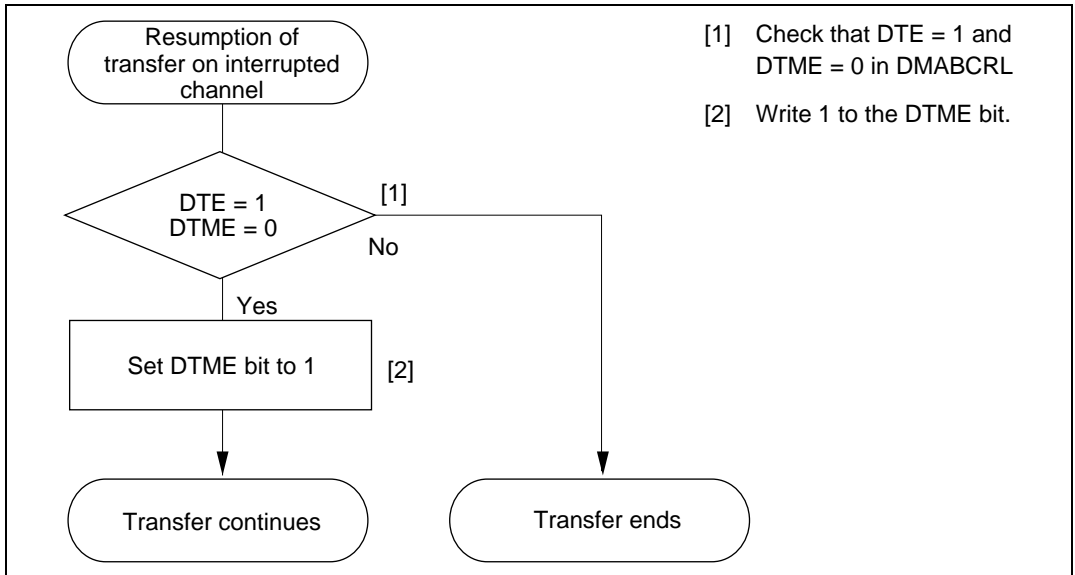 Resumption of
transfer on interrupted
channel
[1] Check that DTE = 1 and
DTME = 0 in DMABCRL
[2] Write 1 to the DTME bit.
DTE = 1
DTME = 0
[1]
No
Yes
Set DTME bit to 1
[2]
Transfer continues
Transfer ends